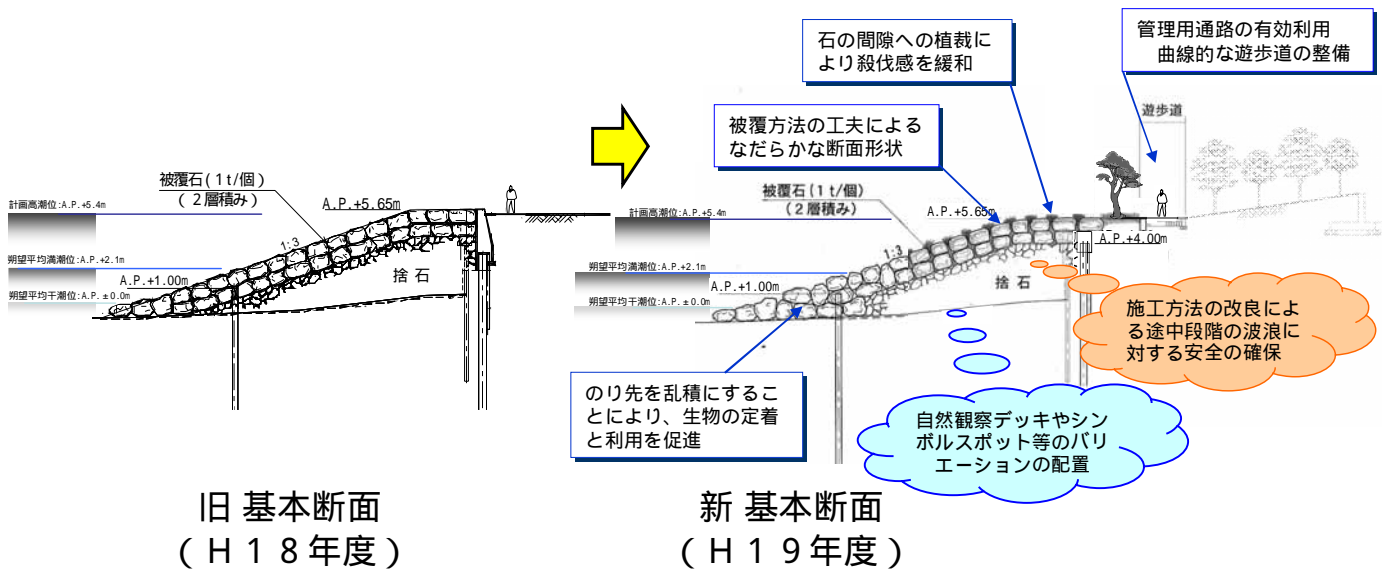 石の間隙への植裁に
より殺伐感を緩和
管理用通路の有効利用
曲線的な遊歩道の整備
被覆方法の工夫による
なだらかな断面形状
遊歩道
被覆石(1t/個)
(2層積み)
計画高潮位:A.P.+5.4m
A.P.+5.65m
1:3
朔望平均満潮位:A.P.+2.1m
A.P.+1.00m
捨石
朔望平均干潮位:A.P.±0.0m
被覆石(1t/個)
(2層積み)
計画高潮位:A.P.+5.4m
A.P.+5.65m
A.P.+4.00m
1:3
朔望平均満潮位:A.P.+2.1m
A.P.+1.00m
捨石
朔望平均干潮位:A.P.±0.0m
施工方法の改良によ
る途中段階の波浪に
対する安全の確保
のり先を乱積にするこ
とにより、生物の定着
と利用を促進
自然観察デッキやシン
ボルスポット等のバリ
エーションの配置
旧 基本断面
(H18年度)
新 基本断面
(H19年度)